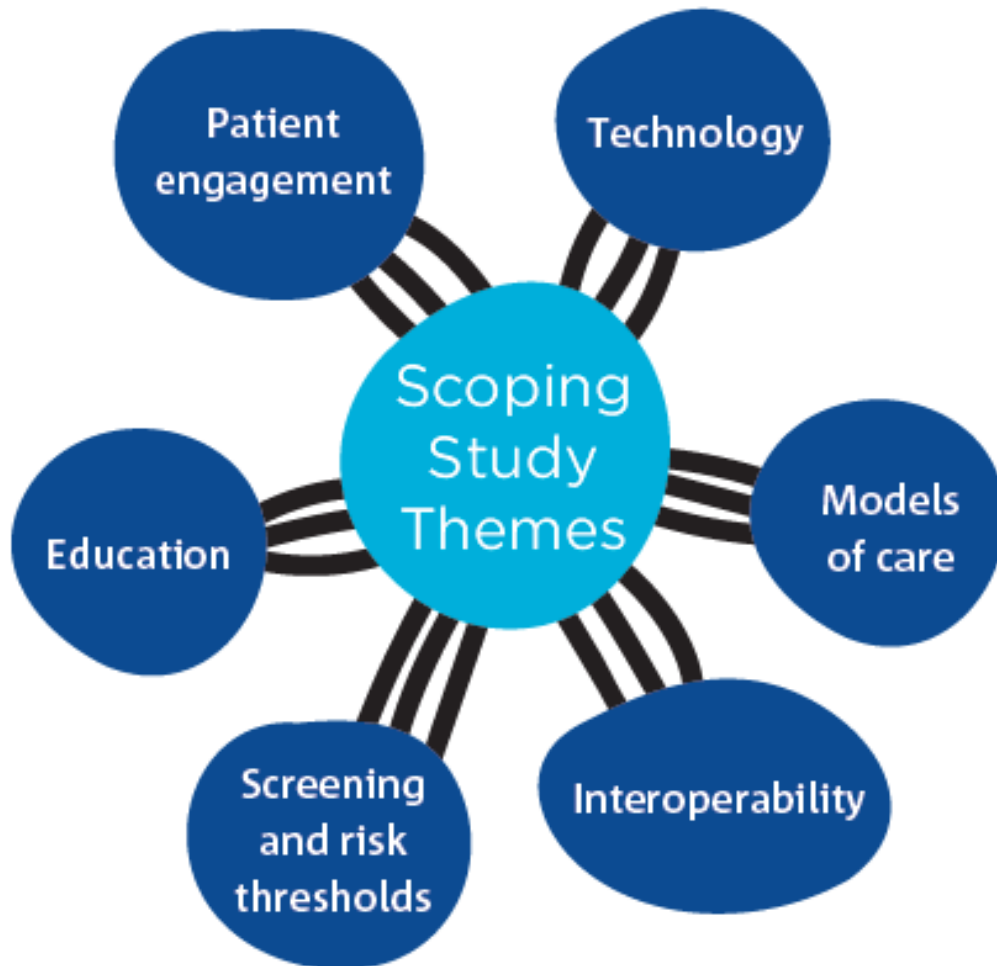 Patient
engagement
Technology
Scoping
Study
Themes
Models
of care
Education
Interoperability
Screening
and risk
thresholds